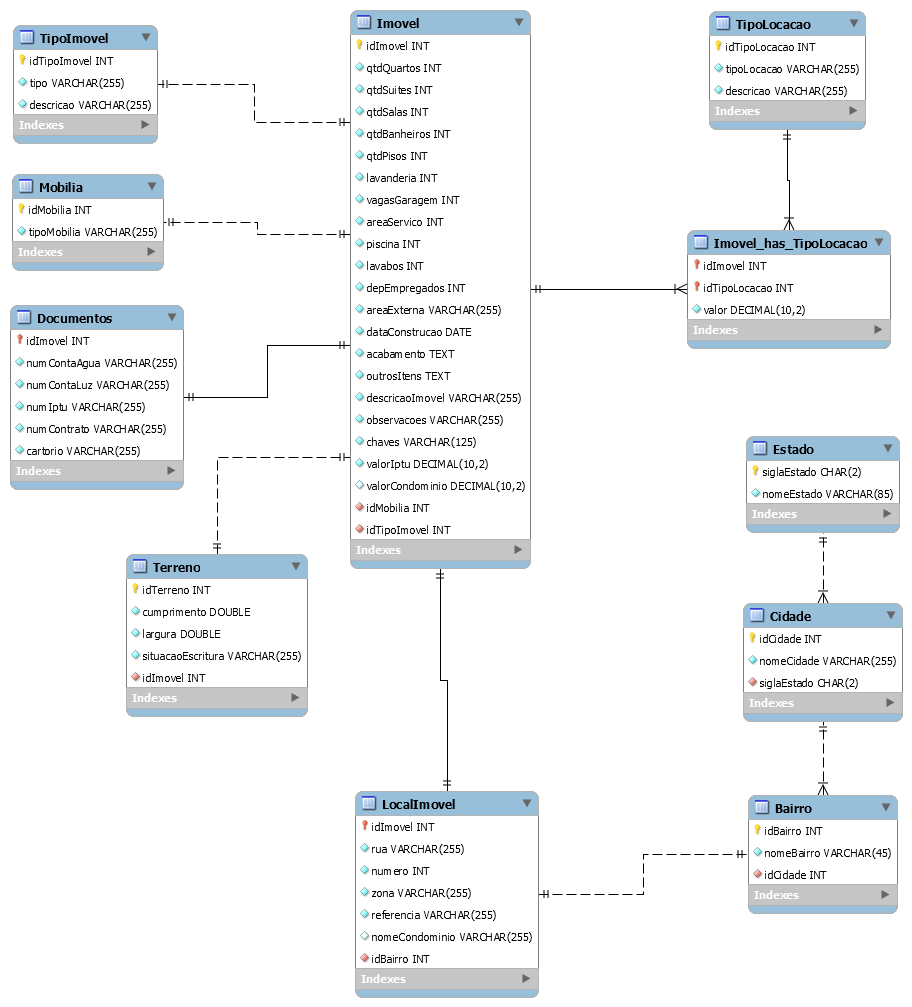 TipoImovel
idTipoImovel INT
tipo VARCHAR(255)
descricao VARCHAR(255)
Indexes
Mobilia
idMobilia INT
tipoMobilia VARCHAR(255)
Indexes
Documentos
idImovel INT
numContaAgua VARCHAR(255)
numContaLuz VARCHAR(255)
numIptu VARCHAR(255)
numContrato VARCHAR(255)
cartorio VARCHAR(255)
Indexes
Terreno
idTerreno INT
cumprimento DOUBLE
largura DOUBLE
situacaoEscritura VARCHAR(255)
idImovel INT
Indexes
Imovel
idImovel INT
qtdQuartos INT
qtdSuites INT
qtdSalas INT
qtdBanheiros INT
qtdPisos INT
lavanderia INT
vagasGaragem INT
areaServico INT
piscina INT
lavabos INT
depEmpregados INT
areaExterna VARCHAR(255)
dataConstrucao DATE
acabamento TEXT
outrosItens TEXT
descricaoImovel VARCHAR(255)
observacoes VARCHAR(255)
chaves VARCHAR(125)
valorIptu DECIMAL(10,2)
valorCondominio DECIMAL(10,2)
idMobilia INT
idTipoImovel INT
Indexes
LocalImovel
idImovel INT
rua VARCHAR(255)
numero INT
zona VARCHAR(255)
referencia VARCHAR(255)
nomeCondominio VARCHAR(255)
idBairro INT
Indexes
TipoLocacao
idTipoLocacao INT
tipoLocacao VARCHAR(255)
descricao VARCHAR(255)
Indexes
Imovel_has_TipoLocacao
idImovel INT
idTipoLocacao INT
valor DECIMAL(10,2)
Indexes
Estado
siglaEstado CHAR(2)
nomeEstado VARCHAR(85)
Indexes
Cidade
idCidade INT
nomeCidade VARCHAR(255)
siglaEstado CHAR(2)
Indexes
Bairro
idBairro INT
nomeBairro VARCHAR(45)
idCidade INT
Indexes